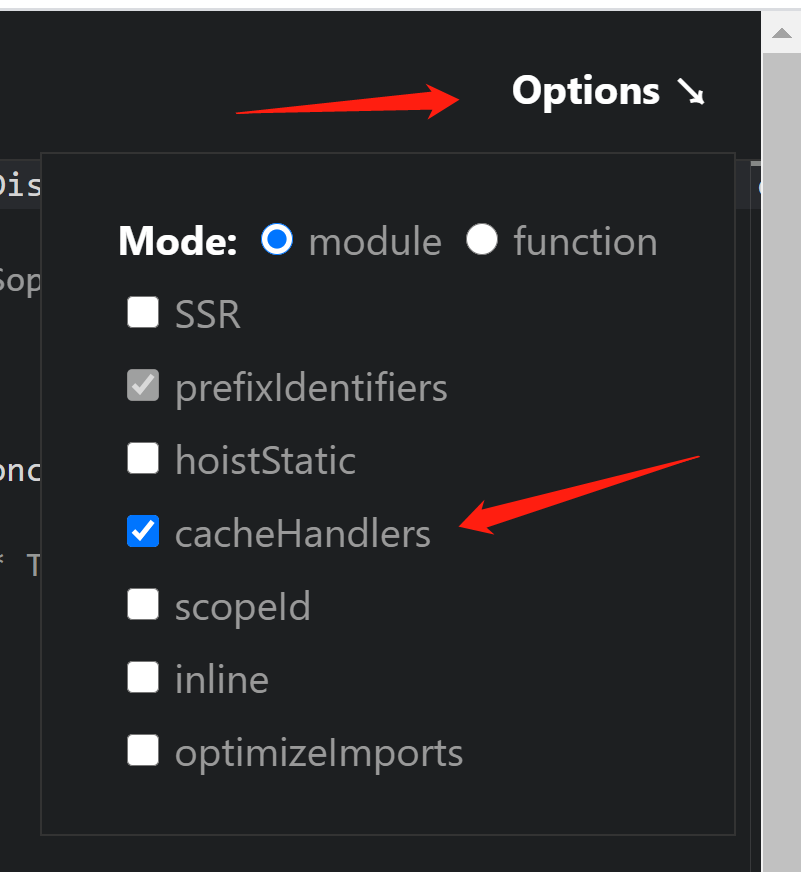 Options ↘
Dis
Mode: module function
Sop
SSR
prefixIdentifiers
hoistStatic
onc
cacheHandlers
* T
scopeId
inline
optimizeImports